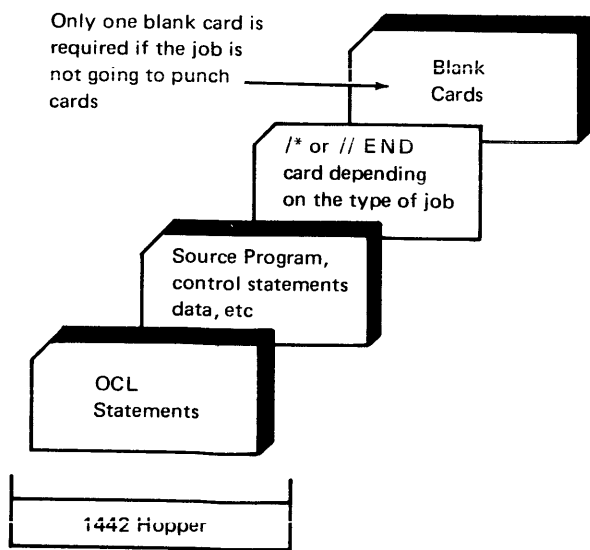 Only one blank card is
required if the job is
not going to punch
cards
Blank
Cards
/* or // END
card depending
on the type of job
Source Program,
control statements
data, etc
OCL
Statements
1442 Hopper